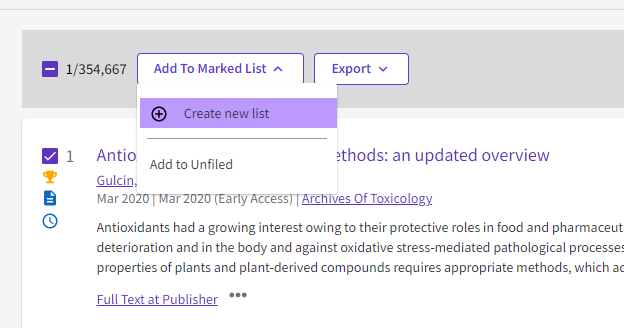 1/354,667 Add To Marked List Export
Create new list
Add to Unfiled
1 Antio ethods: an updated overview
Gulcin,
Mar 2020 | Mar 2020 (Early Access) | Archives Of Toxicology
Antioxidants had a growing interest owing to their protective roles in food and pharmaceut
deterioration and in the body and against oxidative stress-mediated pathological processes
properties of plants and plant-derived compounds requires appropriate methods, which ad
Full Text at Publisher